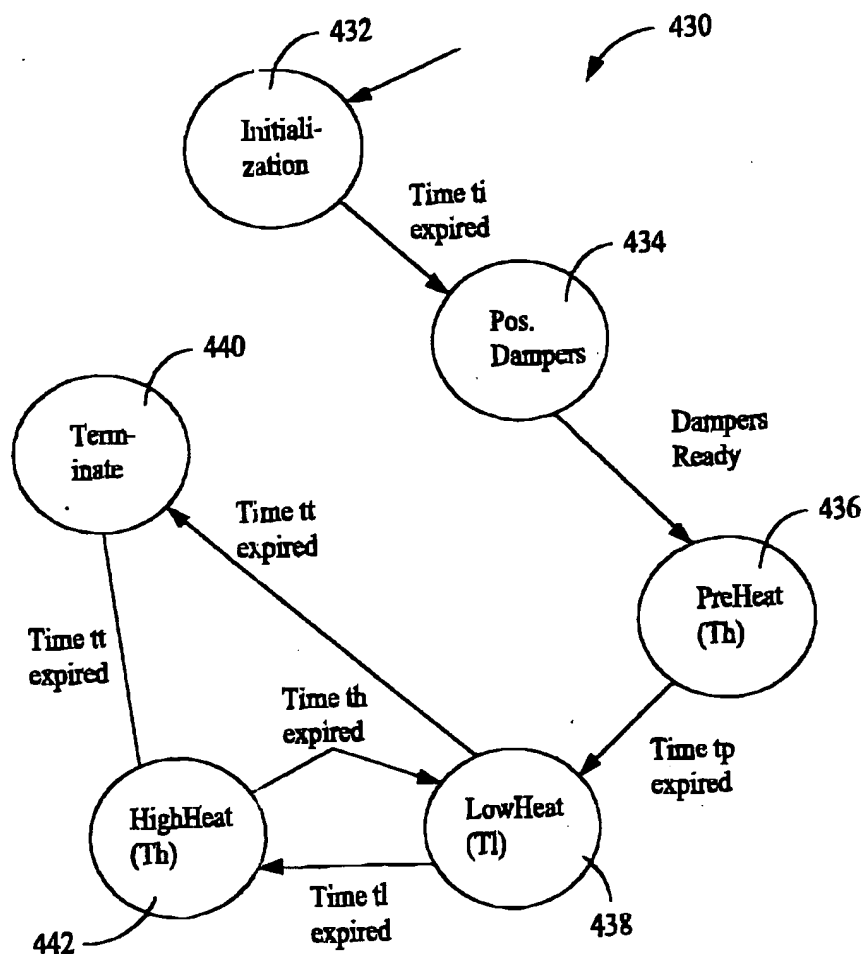 432
430
Initiali-
zation
Time ti
expired
434
Pos.
Dampers
440
Term-
inate
Dampers
Ready
Time tt
expired
436
PreHeat
(Th)
Time tt
expired
Time th
expired
Time tp
expired
HighHeat
(Th)
LowHeat
(Tl)
Time tl
expired
442
438